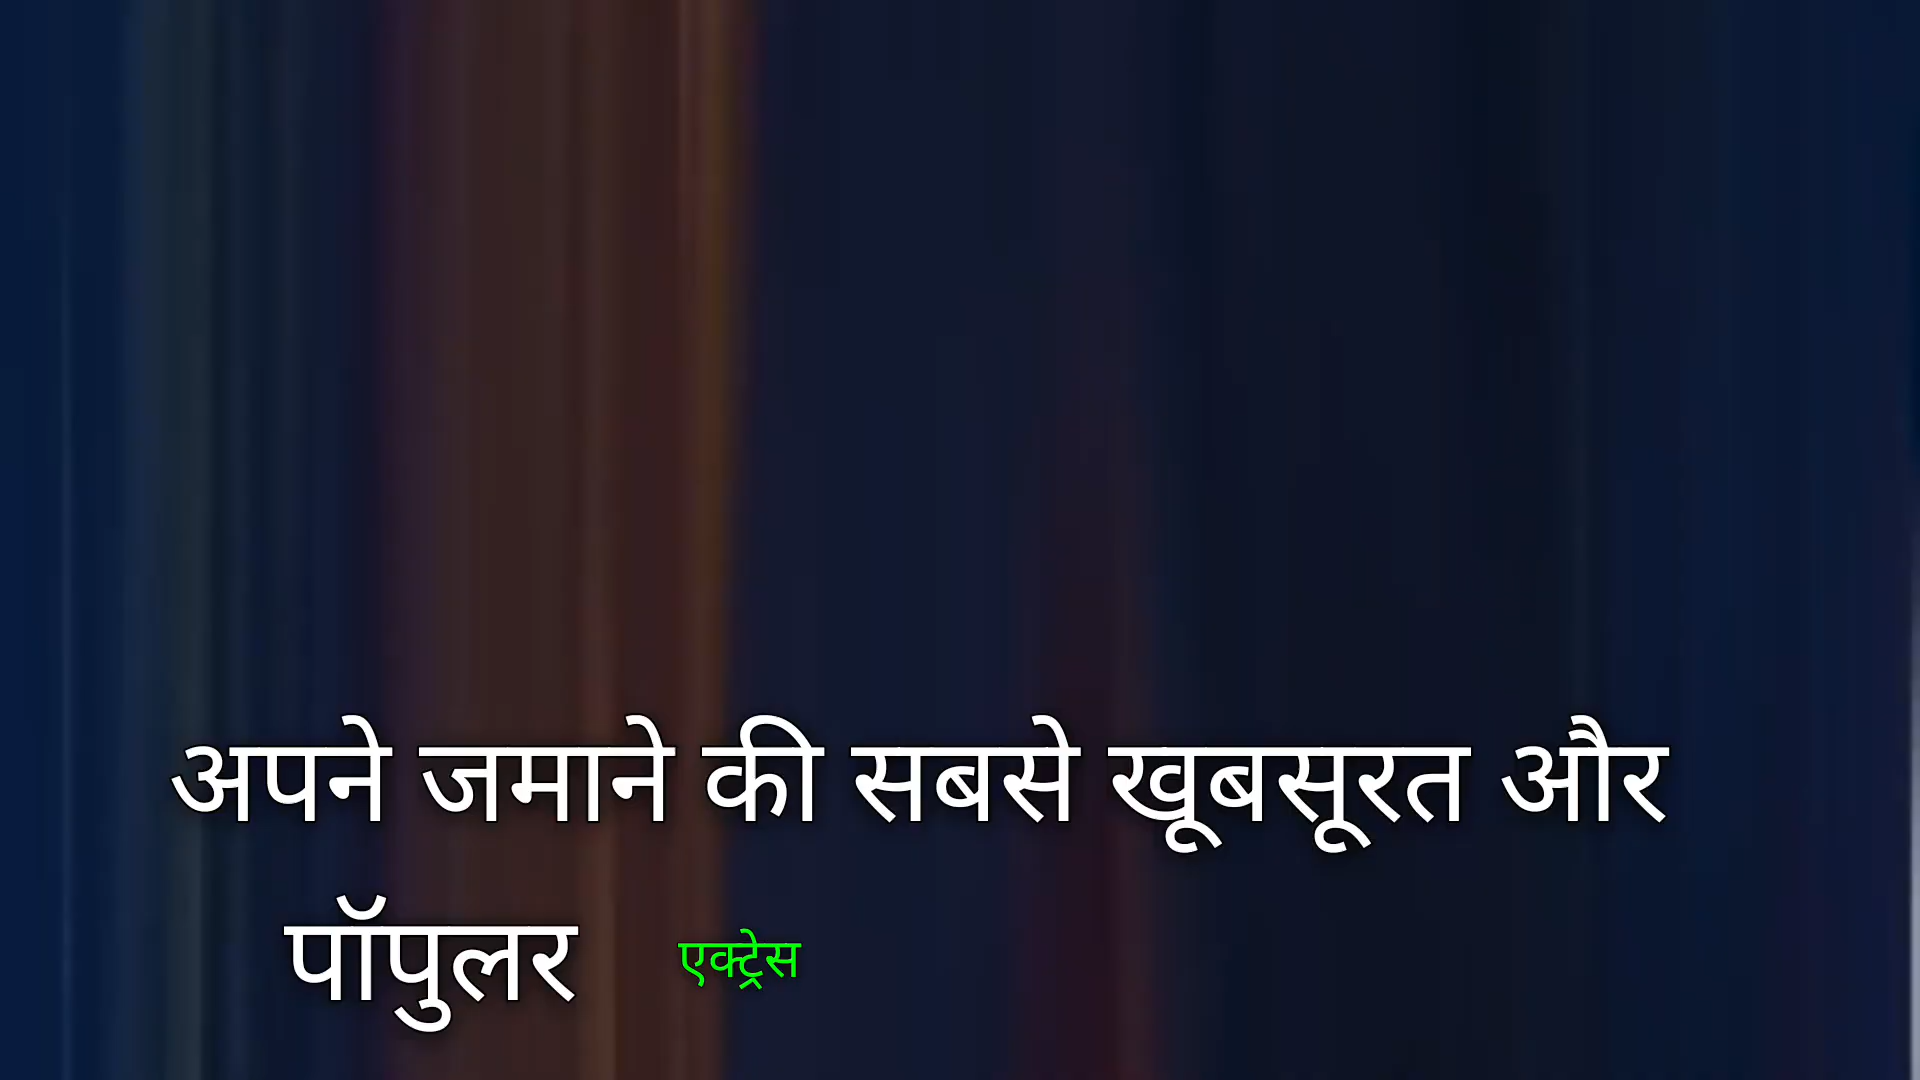 अपने जमाने की सबसे खूबसूरत और
पॉपुलर एक्ट्रेस